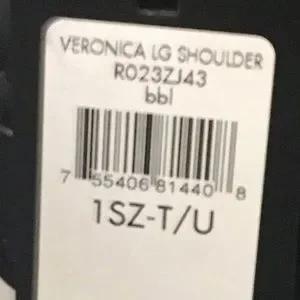 VERONICA LG SHOULDER
R023ZJ43
bbl
7 55406 81440 8
1SZ-T/U